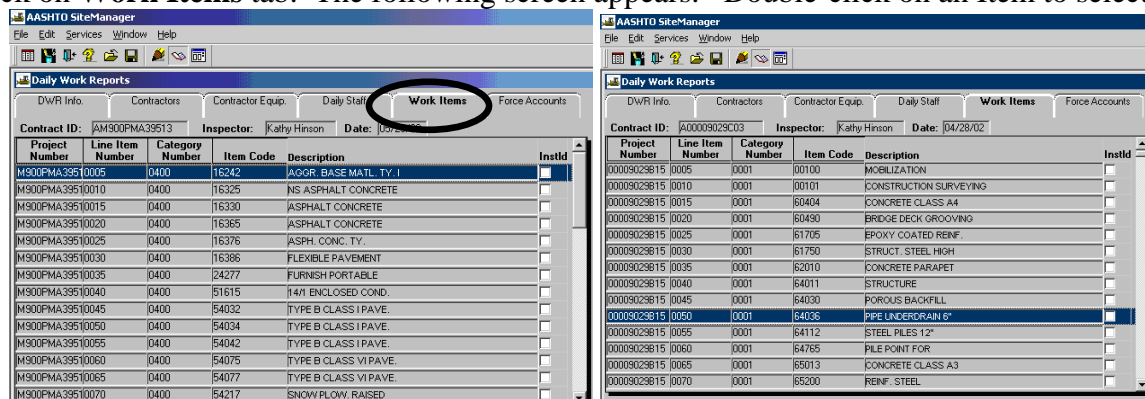 ck on Work Items tab. The following screen appears. Double-click on an Item to select
AASHTO SiteManager
File Edit Services Window Help
Daily Work Reports
DWR Info. Contractors Contractor Equip. Daily Staff Work Items Force Accounts
Contract ID: AM900PMA39513 Inspector: Kathy Hinson Date:
Project Number Line Item Number Category Number Item Code Description Instld
M900PMA3951 0005 0400 16242 AGGR. BASE MATL. TY. I
M900PMA3951 0010 0400 16325 NS ASPHALT CONCRETE
M900PMA3951 0015 0400 16330 ASPHALT CONCRETE
M900PMA3951 0020 0400 16365 ASPHALT CONCRETE
M900PMA3951 0025 0400 16376 ASPH. CONC. TY.
M900PMA3951 0030 0400 16386 FLEXIBLE PAVEMENT
M900PMA3951 0035 0400 24277 FURNISH PORTABLE
M900PMA3951 0040 0400 51615 14/1 ENCLOSED COND.
M900PMA3951 0045 0400 54032 TYPE B CLASS I PAVE.
M900PMA3951 0050 0400 54034 TYPE B CLASS I PAVE.
M900PMA3951 0055 0400 54042 TYPE B CLASS I PAVE.
M900PMA3951 0060 0400 54075 TYPE B CLASS VI PAVE.
M900PMA3951 0065 0400 54077 TYPE B CLASS VI PAVE.
M900PMA3951 0070 0400 54217 SNOW PLOW. RAISED
AASHTO SiteManager
File Edit Services Window Help
Daily Work Reports
DWR Info. Contractors Contractor Equip. Daily Staff Work Items Force Accounts
Contract ID: A00009029C03 Inspector: Kathy Hinson Date: 04/28/02
Project Number Line Item Number Category Number Item Code Description Instld
00009029B15 0005 0001 00100 MOBILIZATION
00009029B15 0010 0001 00101 CONSTRUCTION SURVEYING
00009029B15 0015 0001 60404 CONCRETE CLASS A4
00009029B15 0020 0001 60490 BRIDGE DECK GROOVING
00009029B15 0025 0001 61705 EPOXY COATED REINF.
00009029B15 0030 0001 61750 STRUCT. STEEL HIGH
00009029B15 0035 0001 62010 CONCRETE PARAPET
00009029B15 0040 0001 64011 STRUCTURE
00009029B15 0045 0001 64030 POROUS BACKFILL
00009029B15 0050 0001 64036 PIPE UNDERDRAIN 6"
00009029B15 0055 0001 64112 STEEL PILES 12"
00009029B15 0060 0001 64765 PILE POINT FOR
00009029B15 0065 0001 65013 CONCRETE CLASS A3
00009029B15 0070 0001 65200 REINF. STEEL